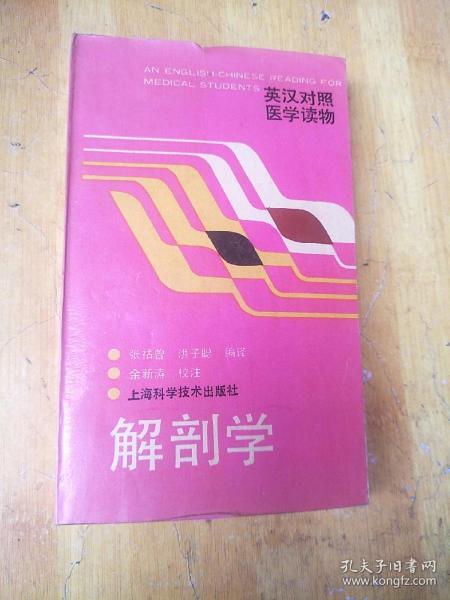 AN ENGLISH-CHINESE READING FOR
MEDICAL STUDENTS
英汉对照
医学读物
张祜曾 洪子聪 编译
余新涛 校注
上海科学技术出版社
解剖学
孔夫子旧书网
www.kongfz.com